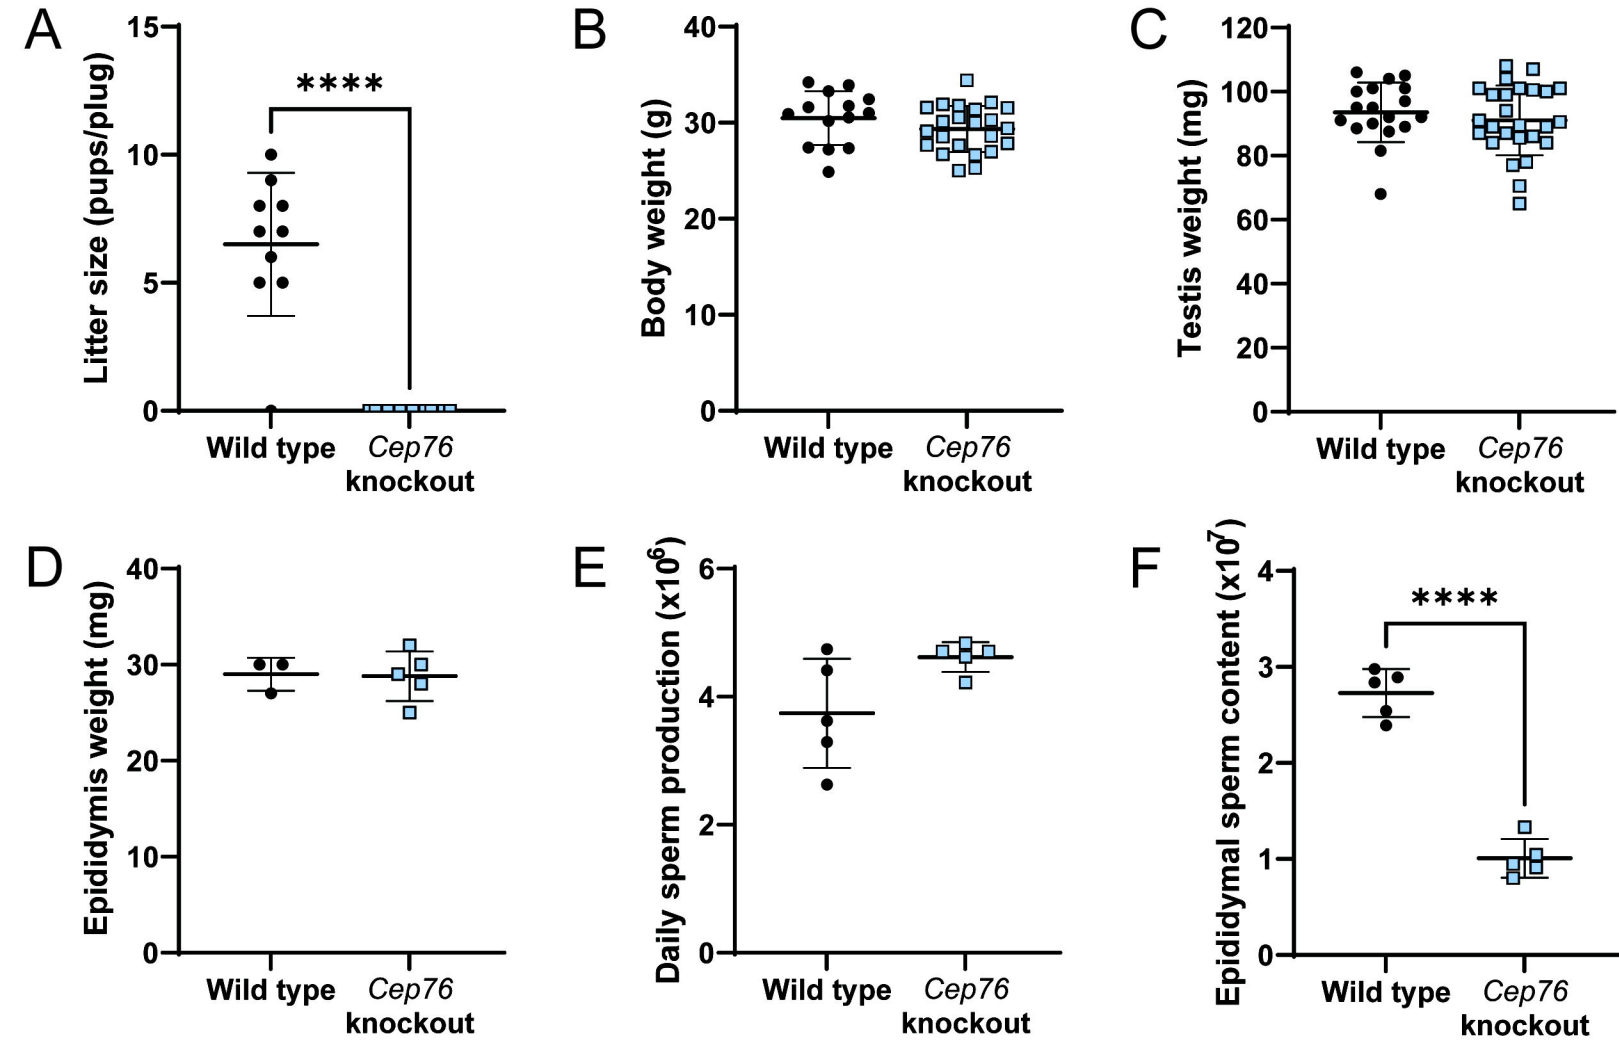 A
Litter size (pups/plug)
15
10
5
0
****
Wild type
Cep76
knockout
B
Body weight (g)
40
30
20
10
0
Wild type
Cep76
knockout
C
Testis weight (mg)
120
100
80
60
40
20
0
Wild type
Cep76
knockout
D
Epididymis weight (mg)
40
30
20
10
0
Wild type
Cep76
knockout
E
Daily sperm production (x10⁶)
6
4
2
0
Wild type
Cep76
knockout
F
Epididymal sperm content (x10⁷)
4
3
2
1
0
****
Wild type
Cep76
knockout